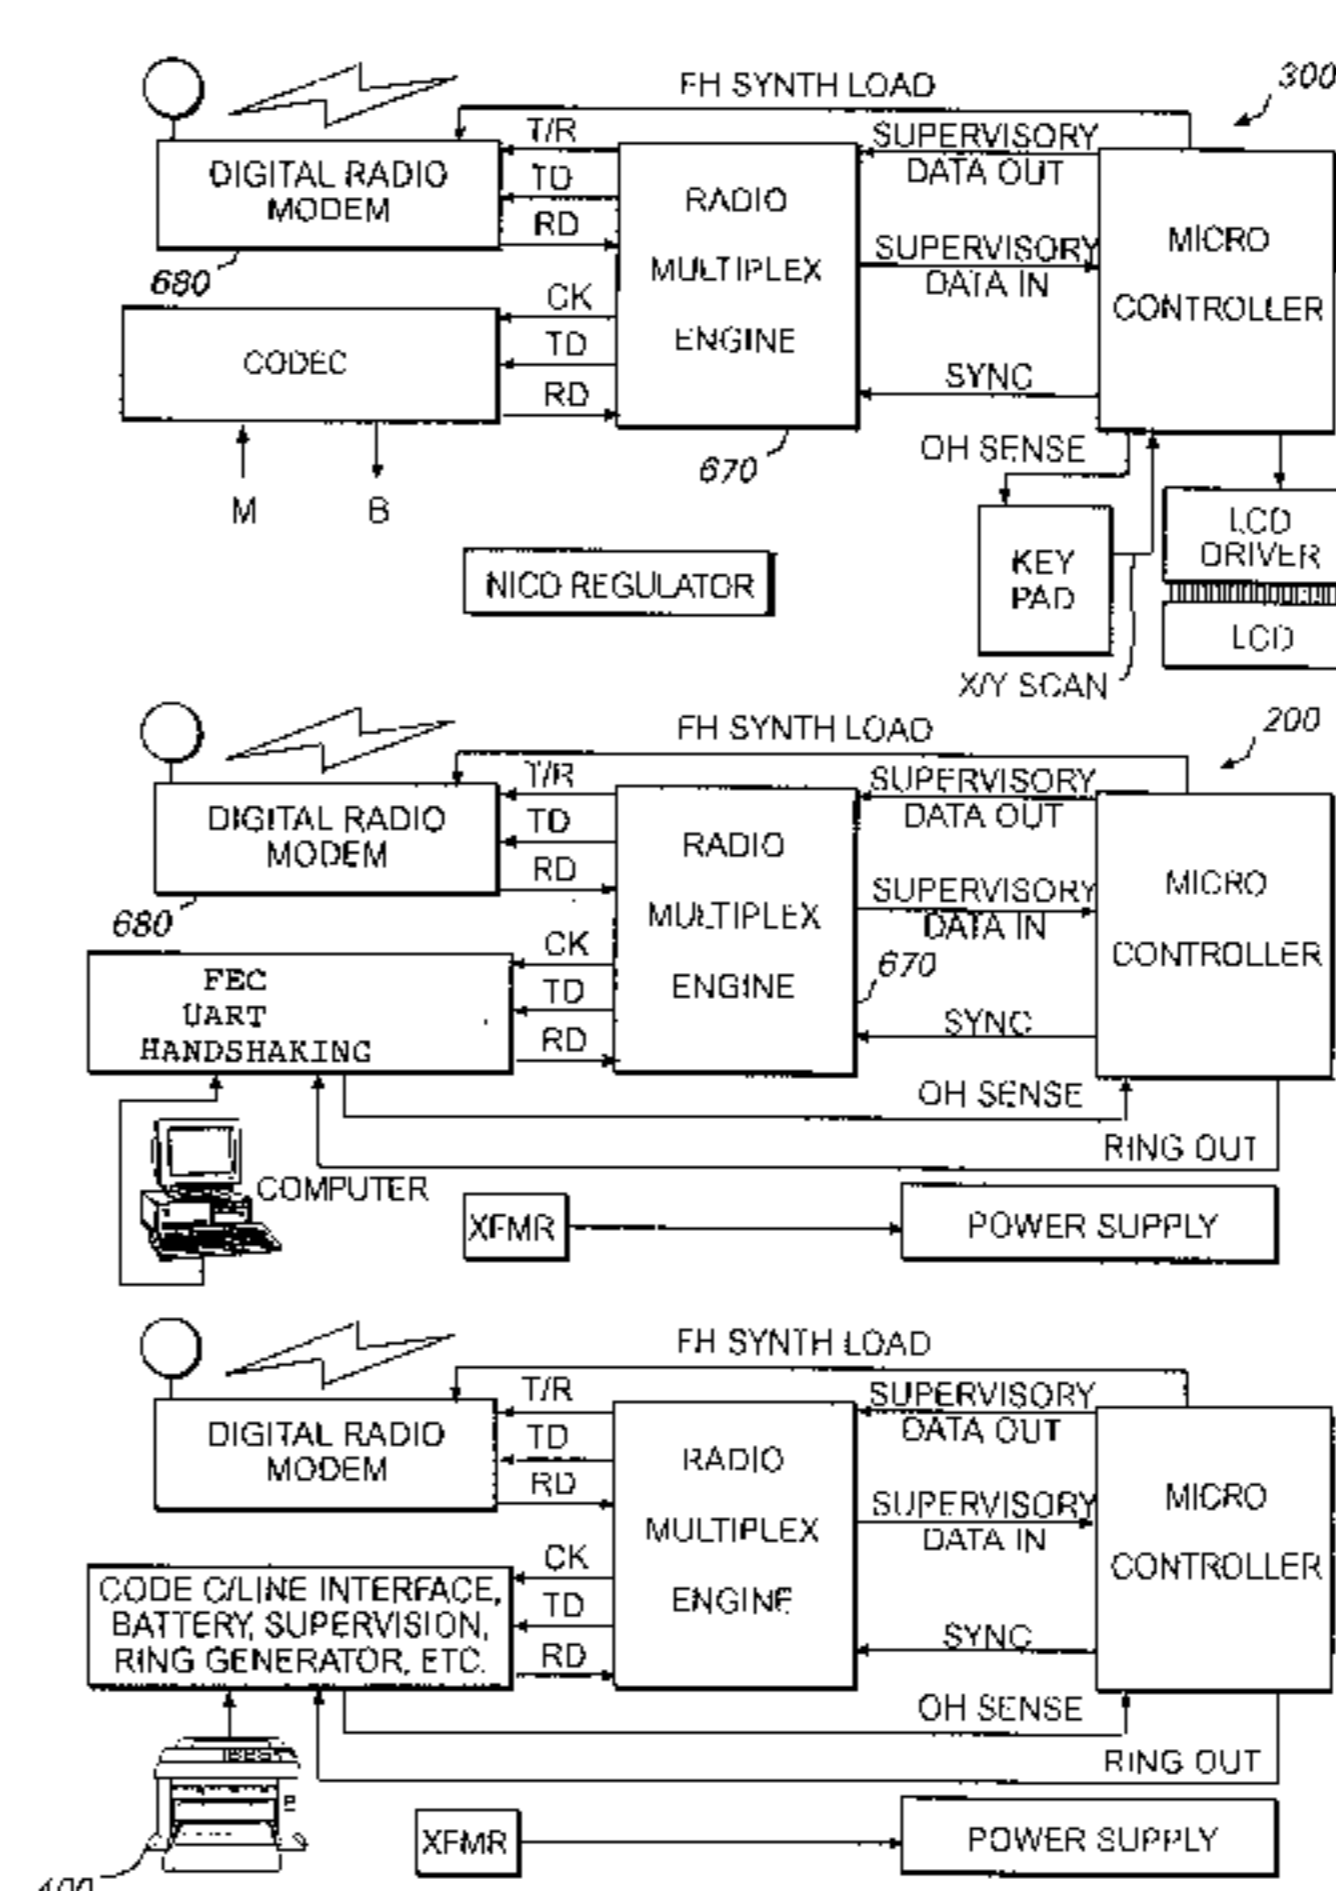 FH SYNTH LOAD
300
T/R
SUPERVISORY
DATA OUT
DIGITAL RADIO
MODEM
TD
RD
RADIO
MULTIPLEX
ENGINE
SUPERVISORY
DATA IN
MICRO
CONTROLLER
680
CK
TD
RD
CODEC
SYNC
670
OH SENSE
M
B
NICD REGULATOR
KEY
PAD
LCD
DRIVER
LCD
X/Y SCAN
FH SYNTH LOAD
200
T/R
SUPERVISORY
DATA OUT
DIGITAL RADIO
MODEM
TD
RD
RADIO
MULTIPLEX
ENGINE
SUPERVISORY
DATA IN
MICRO
CONTROLLER
680
CK
TD
RD
670
FEC
UART
HANDSHAKING
SYNC
OH SENSE
RING OUT
COMPUTER
XFMR
POWER SUPPLY
FH SYNTH LOAD
T/R
SUPERVISORY
DATA OUT
DIGITAL RADIO
MODEM
TD
RD
RADIO
MULTIPLEX
ENGINE
SUPERVISORY
DATA IN
MICRO
CONTROLLER
CK
TD
RD
CODE C/LINE INTERFACE,
BATTERY, SUPERVISION,
RING GENERATOR, ETC.
SYNC
OH SENSE
RING OUT
XFMR
POWER SUPPLY